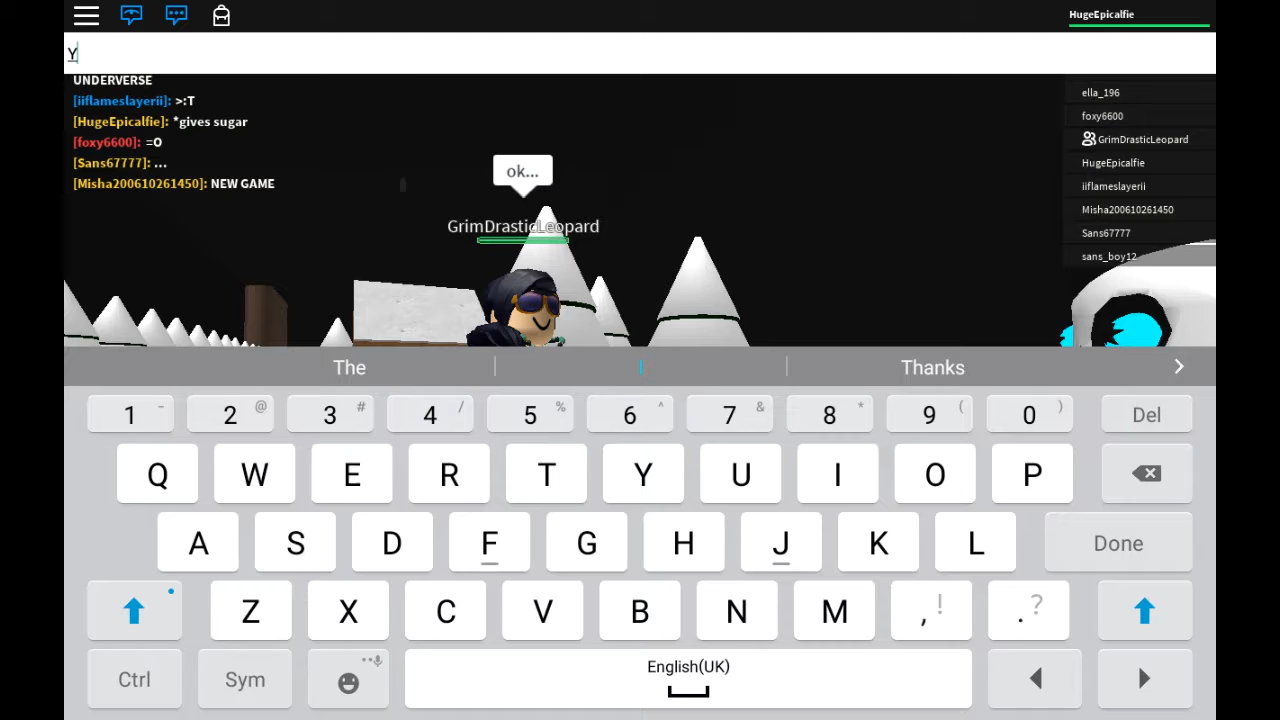 HugeEpicalfie
Y
UNDERVERSE
[iiflameslayerii]: >:T
[HugeEpicalfie]: *gives sugar
[foxy6600]: =O
[Sans67777]: ...
[Misha200610261450]: NEW GAME
ok...
GrimDrasticLeopard
ella_196
foxy6600
GrimDrasticLeopard
HugeEpicalfie
iiflameslayerii
Misha200610261450
Sans67777
sans_boy12
The I Thanks
1 - 2 @ 3 # 4 / 5 % 6 ^ 7 & 8 * 9 ( 0 ) Del
Q W E R T Y U I O P
A S D F G H J K L Done
Z X C V B N M , ! . ?
Ctrl Sym English(UK)